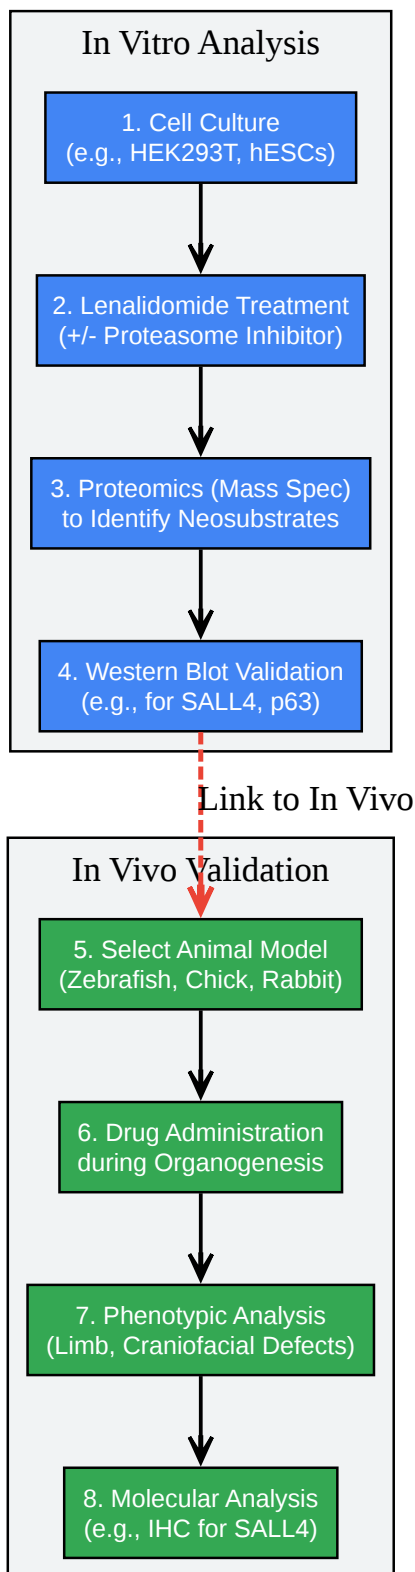 In Vitro Analysis
1. Cell Culture
(e.g., HEK293T, hESCs)
2. Lenalidomide Treatment
(+/- Proteasome Inhibitor)
3. Proteomics (Mass Spec)
to Identify Neosubstrates
4. Western Blot Validation
(e.g., for SALL4, p63)
Link to In Vivo
In Vivo Validation
5. Select Animal Model
(Zebrafish, Chick, Rabbit)
6. Drug Administration
during Organogenesis
7. Phenotypic Analysis
(Limb, Craniofacial Defects)
8. Molecular Analysis
(e.g., IHC for SALL4)